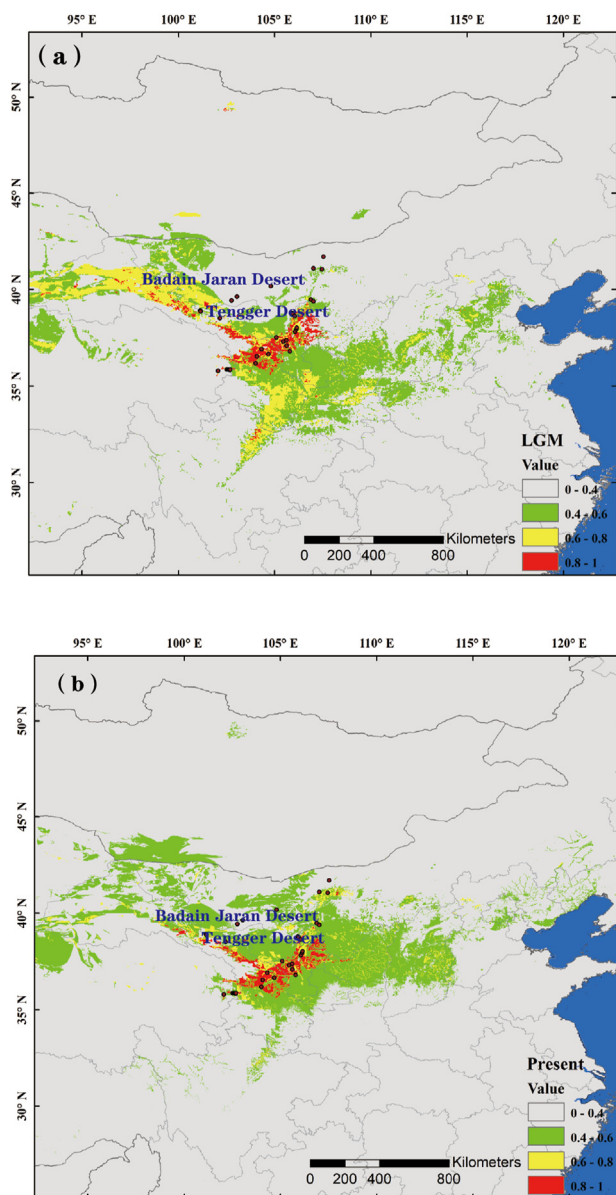 95° E 100° E 105° E 110° E 115° E 120° E
( a )
50° N
45° N
40° N
35° N
30° N
Badain Jaran Desert
Tengger Desert
LGM
Value
0 - 0.4
0.4 - 0.6
0.6 - 0.8
0.8 - 1
Kilometers
0 200 400 800
95° E 100° E 105° E 110° E 115° E 120° E
( b )
50° N
45° N
40° N
35° N
30° N
Badain Jaran Desert
Tengger Desert
Present
Value
0 - 0.4
0.4 - 0.6
0.6 - 0.8
0.8 - 1
Kilometers
0 200 400 800